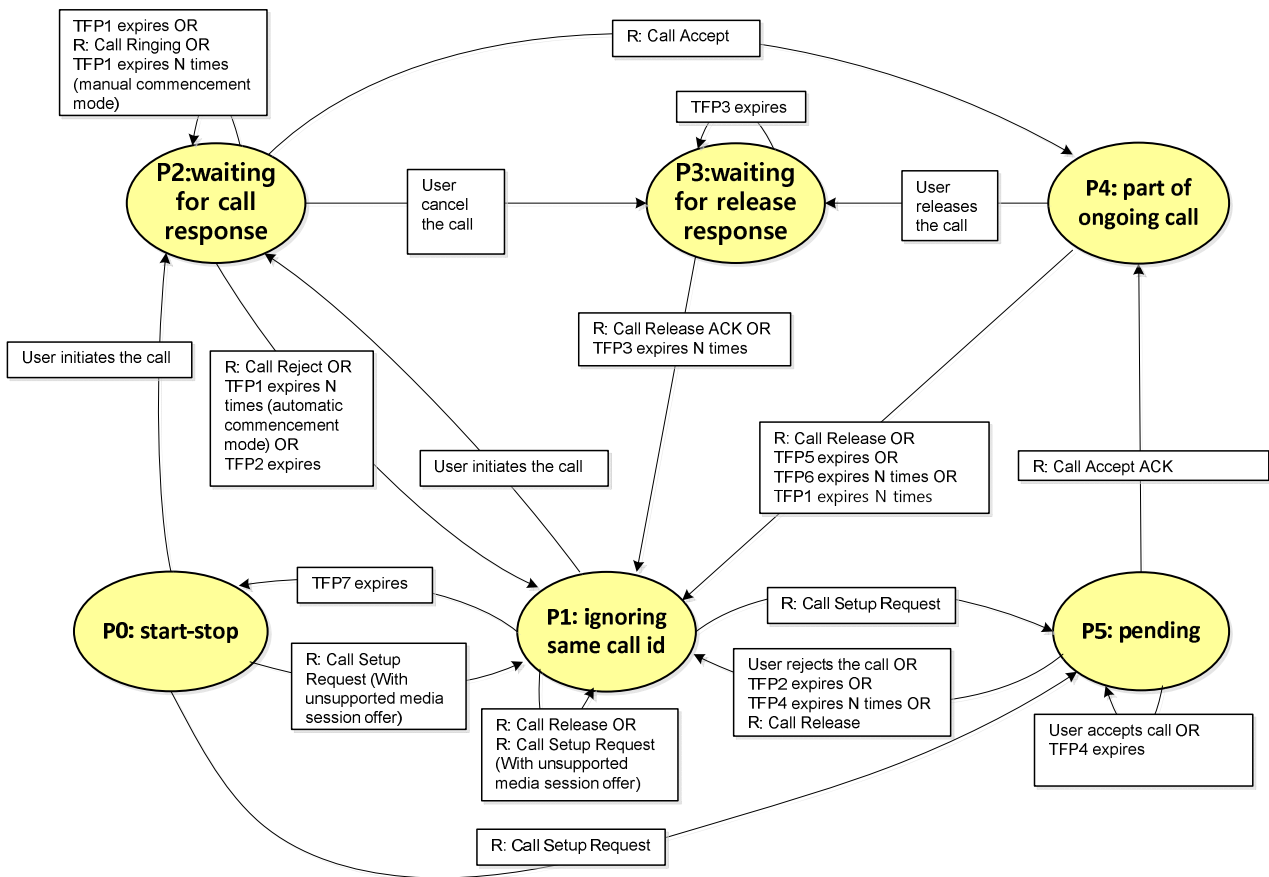 TFP1 expires OR
R: Call Ringing OR
TFP1 expires N times
(manual commencement
mode)
R: Call Accept
TFP3 expires
P2:waiting
for call
response
User
cancel
the call
P3:waiting
for release
response
User
releases
the call
P4: part of
ongoing call
User initiates the call
R: Call Reject OR
TFP1 expires N
times (automatic
commencement
mode) OR
TFP2 expires
User initiates the call
R: Call Release ACK OR
TFP3 expires N times
R: Call Release OR
TFP5 expires OR
TFP6 expires N times OR
TFP1 expires N times
R: Call Accept ACK
P0: start-stop
TFP7 expires
R: Call Setup
Request (With
unsupported media
session offer)
P1: ignoring
same call id
R: Call Release OR
R: Call Setup Request
(With unsupported
media session offer)
R: Call Setup Request
User rejects the call OR
TFP2 expires OR
TFP4 expires N times OR
R: Call Release
P5: pending
User accepts call OR
TFP4 expires
R: Call Setup Request